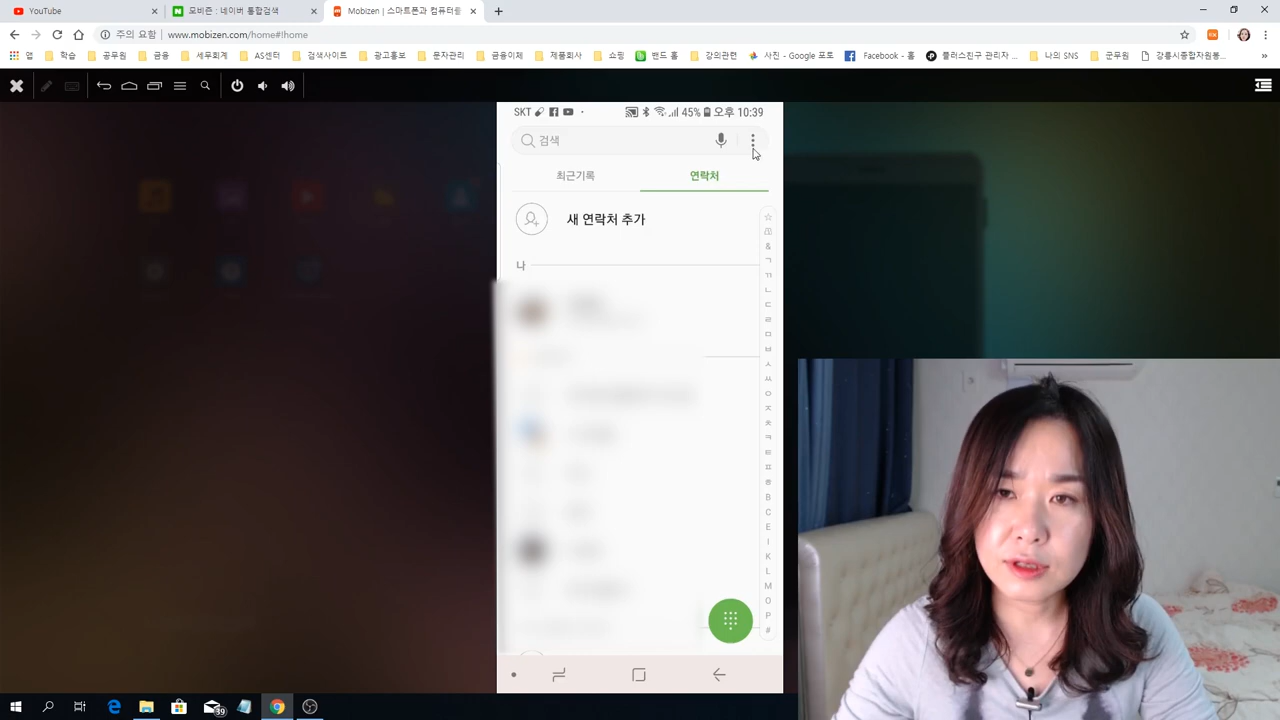 YouTube
모비즌 : 네이버 통합검색
Mobizen | 스마트폰과 컴퓨터를
주의 요함
www.mobizen.com/home#!home
앱
학습
공무원
금융
세무회계
AS센터
검색사이트
광고홍보
문자관리
금융이체
제품회사
쇼핑
밴드 홈
강의관련
사진 - Google 포토
Facebook - 홈
플러스친구 관리자 ...
나의 SNS
군무원
강릉시종합자원봉...
SKT
45%
오후 10:39
검색
최근기록
연락처
새 연락처 추가
나
&
ㄱ
ㄲ
ㄴ
ㄷ
ㄹ
ㅁ
ㅂ
ㅅ
ㅆ
ㅇ
ㅈ
ㅊ
ㅋ
ㅌ
ㅍ
ㅎ
B
C
E
I
K
L
M
O
P
#
39